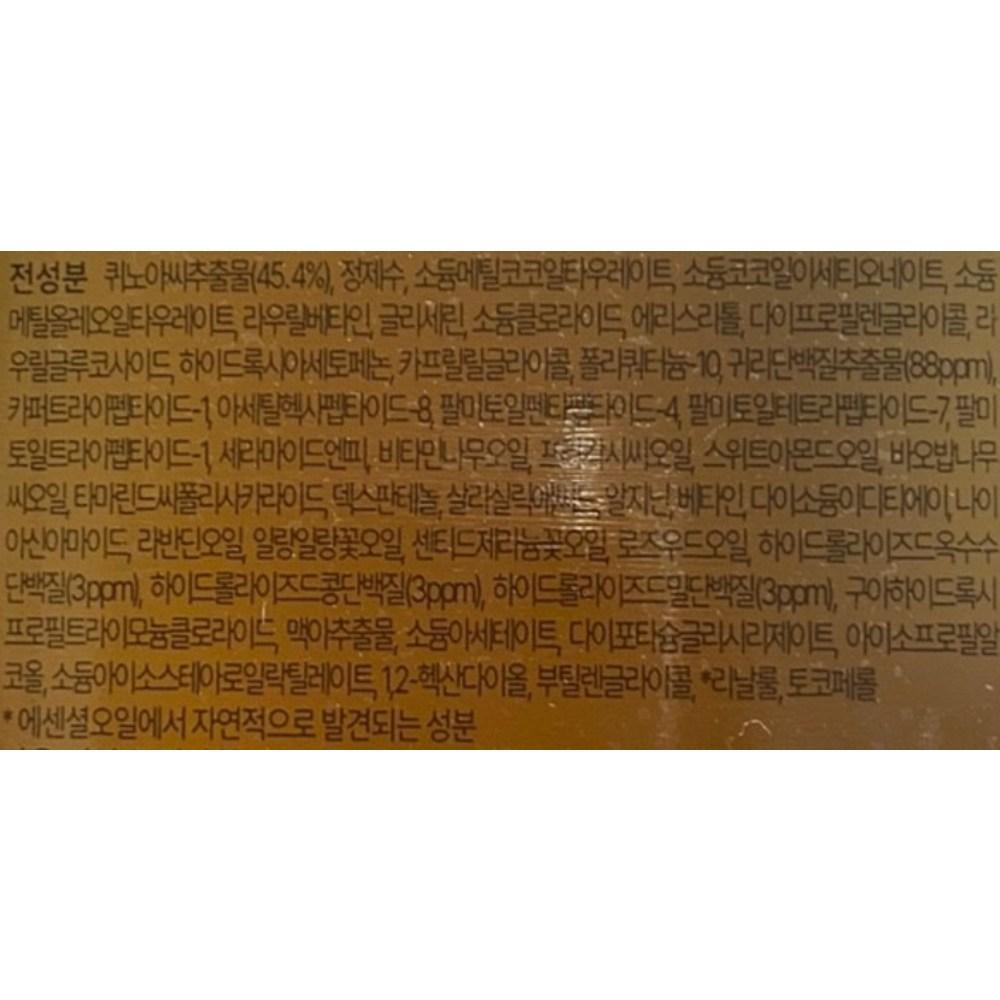 전성분 퀴노아씨추출물(45.4%), 정제수, 소듐메틸코코일타우레이트, 소듐코코일이세티오네이트, 소듐
메틸올레오일타우레이트, 라우릴베타인, 글리세린, 소듐클로라이드, 에리스리톨, 다이프로필렌글라이콜, 라
우릴글루코사이드, 하이드록시아세토페논, 카프릴릴글라이콜, 폴리쿼터늄-10, 귀리단백질추출물(88ppm),
카퍼트라이펩타이드-1, 아세틸헥사펩타이드-8, 팔미토일펜타펩타이드-4, 팔미토일테트라펩타이드-7, 팔미
토일트라이펩타이드-1, 세라마이드엔피, 비타민나무오일, 프리칼시씨오일, 스위트아몬드오일, 바오밥나무
씨오일, 타마린드씨폴리사카라이드, 덱스판테놀, 살리실릭애씨드, 알지닌, 베타인, 다이소듐이디티에이, 나이
아신아마이드, 라반딘오일, 일랑일랑꽃오일, 센티드제라늄꽃오일, 로즈우드오일, 하이드롤라이즈드옥수수
단백질(3ppm), 하이드롤라이즈드콩단백질(3ppm), 하이드롤라이즈드밀단백질(3ppm), 구아하이드록시
프로필트라이모늄클로라이드, 맥아추출물, 소듐아세테이트, 다이포타슘글리시리제이트, 아이소프로필알
코올, 소듐아이소스테아로일락틸레이트, 1,2-헥산다이올, 부틸렌글라이콜, *리날룰, 토코페롤
* 에센셜오일에서 자연적으로 발견되는 성분